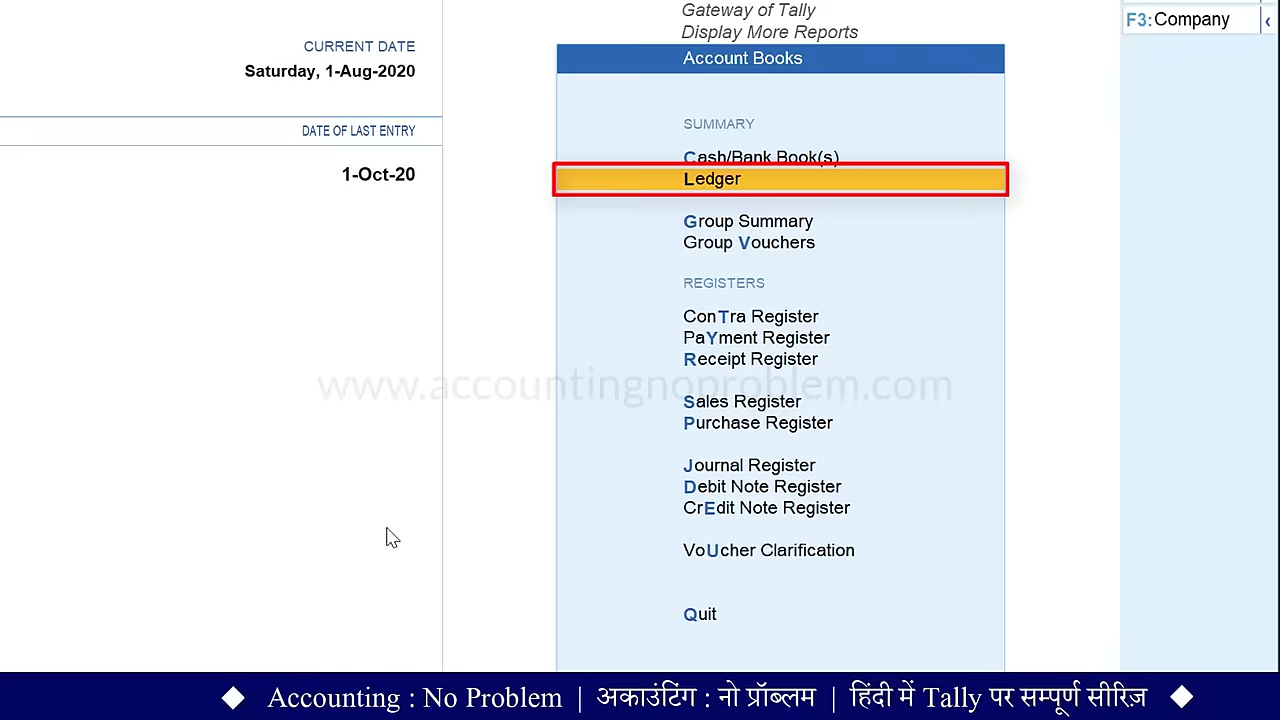 Gateway of Tally
Display More Reports
F3: Company
CURRENT DATE
Saturday, 1-Aug-2020
DATE OF LAST ENTRY
1-Oct-20
Account Books
SUMMARY
Cash/Bank Book(s)
Ledger
Group Summary
Group Vouchers
REGISTERS
ConTra Register
PaYment Register
Receipt Register
www.accountingnoproblem.com
Sales Register
Purchase Register
Journal Register
Debit Note Register
CrEdit Note Register
VoUcher Clarification
Quit
◆ Accounting : No Problem | अकाउंटिंग : नो प्रॉब्लम | हिंदी में Tally पर सम्पूर्ण सीरिज़ ◆